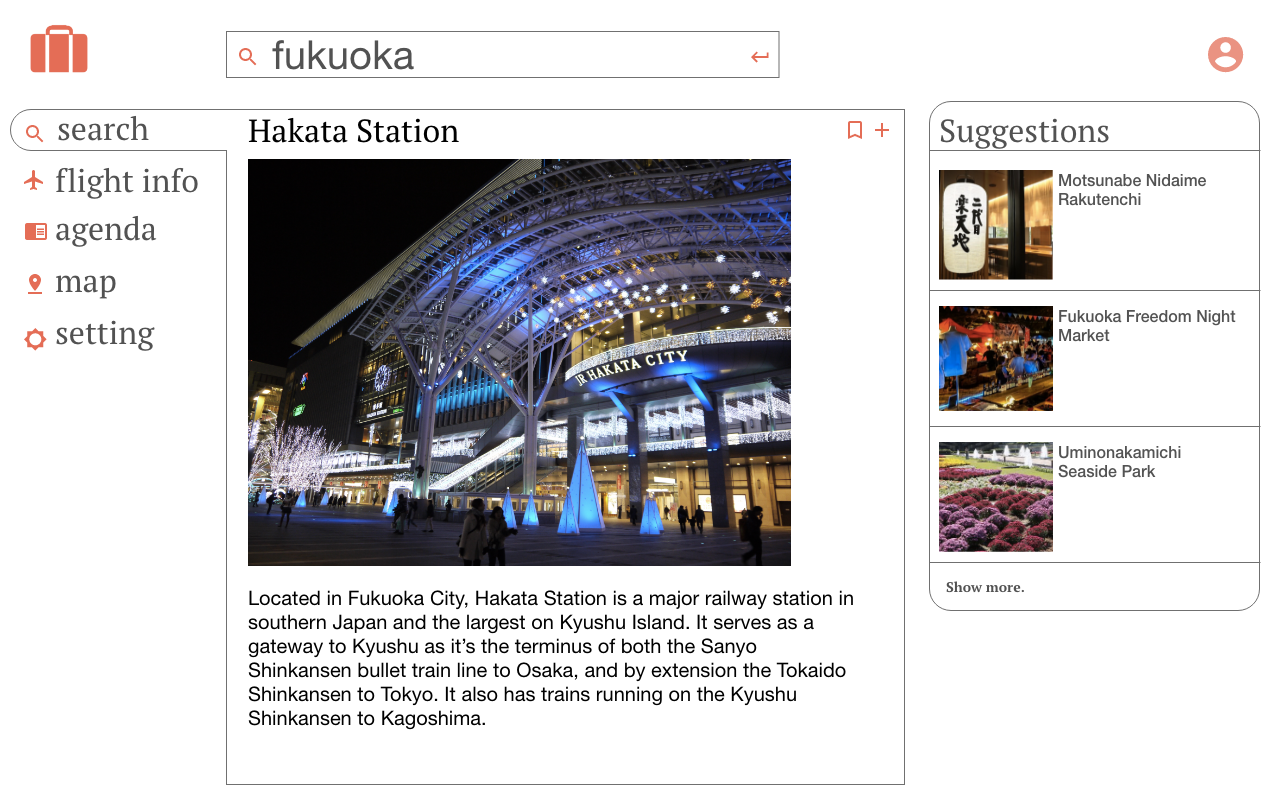 fukuoka
search
flight info
agenda
map
setting
Hakata Station
JR HAKATA CITY
Located in Fukuoka City, Hakata Station is a major railway station in
southern Japan and the largest on Kyushu Island. It serves as a
gateway to Kyushu as it’s the terminus of both the Sanyo
Shinkansen bullet train line to Osaka, and by extension the Tokaido
Shinkansen to Tokyo. It also has trains running on the Kyushu
Shinkansen to Kagoshima.
Suggestions
二代目
楽天地
Motsunabe Nidaime
Rakutenchi
Fukuoka Freedom Night
Market
Uminonakamichi
Seaside Park
Show more.